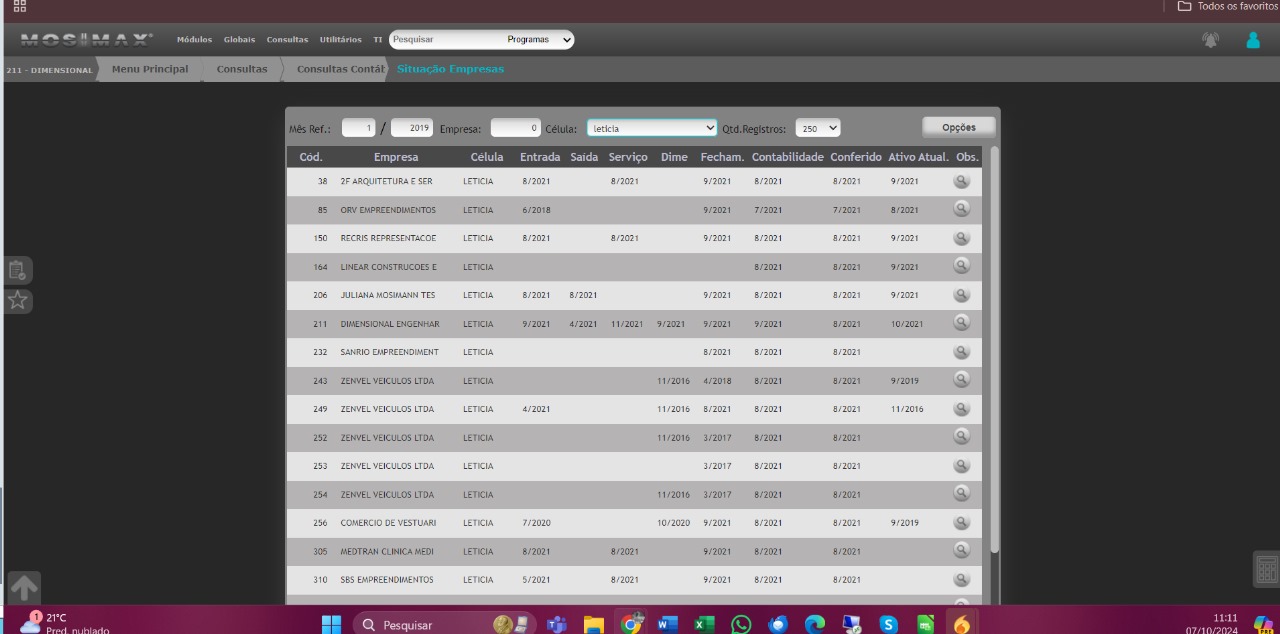 Todos os favoritos
MOSIMAX Módulos Globais Consultas Utilitários TI Pesquisar Programas
211 - DIMENSIONAL Menu Principal Consultas Consultas Contáb Situação Empresas
Mês Ref.: 1 / 2019 Empresa: 0 Célula: leticia Qtd.Registros: 250 Opções
Cód. Empresa Célula Entrada Saída Serviço Dime Fecham. Contabilidade Conferido Ativo Atual. Obs.
38 2F ARQUITETURA E SER LETICIA 8/2021 8/2021 9/2021 8/2021 8/2021 9/2021
85 ORV EMPREENDIMENTOS LETICIA 6/2018 9/2021 7/2021 7/2021 8/2021
150 RECRIS REPRESENTACOE LETICIA 8/2021 8/2021 9/2021 8/2021 8/2021 9/2021
164 LINEAR CONSTRUCOES E LETICIA 8/2021 8/2021 9/2021
206 JULIANA MOSIMANN TES LETICIA 8/2021 8/2021 9/2021 8/2021 8/2021 9/2021
211 DIMENSIONAL ENGENHAR LETICIA 9/2021 4/2021 11/2021 9/2021 9/2021 9/2021 8/2021 10/2021
232 SANRIO EMPREENDIMENT LETICIA 8/2021 8/2021 8/2021
243 ZENVEL VEICULOS LTDA LETICIA 11/2016 4/2018 8/2021 8/2021 9/2019
249 ZENVEL VEICULOS LTDA LETICIA 4/2021 11/2016 8/2021 8/2021 8/2021 11/2016
252 ZENVEL VEICULOS LTDA LETICIA 11/2016 3/2017 8/2021 8/2021
253 ZENVEL VEICULOS LTDA LETICIA 3/2017 8/2021 8/2021
254 ZENVEL VEICULOS LTDA LETICIA 11/2016 3/2017 8/2021 8/2021
256 COMERCIO DE VESTUARI LETICIA 7/2020 10/2020 9/2021 8/2021 8/2021 9/2019
305 MEDTRAN CLINICA MEDI LETICIA 8/2021 8/2021 9/2021 8/2021 8/2021
310 SBS EMPREENDIMENTOS LETICIA 5/2021 8/2021 9/2021 8/2021 8/2021
1 21°C Pesquisar 11:11
Pred. nublado 07/10/2024